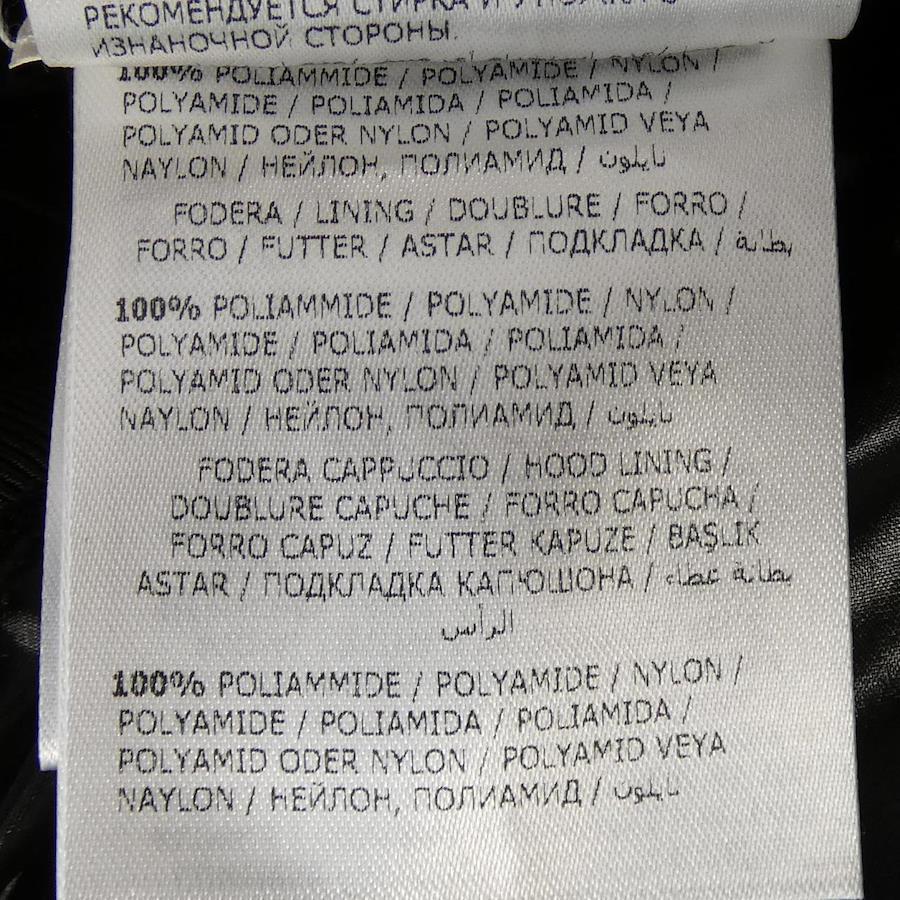 РЕКОМЕНДУЕТСЯ СТИРКА И
ИЗНАНОЧНОЙ СТОРОНЫ.
100% POLIAMMIDE / POLYAMIDE / NYLON /
POLYAMIDE / POLIAMIDA / POLIAMIDA /
POLYAMID ODER NYLON / POLYAMID VEYA
NAYLON / НЕЙЛОН, ПОЛИАМИД / نايلون
FODERA / LINING / DOUBLURE / FORRO /
FORRO / FUTTER / ASTAR / ПОДКЛАДКА / بطانة
100% POLIAMMIDE / POLYAMIDE / NYLON /
POLYAMIDE / POLIAMIDA / POLIAMIDA /
POLYAMID ODER NYLON / POLYAMID VEYA
NAYLON / НЕЙЛОН, ПОЛИАМИД / نايلون
FODERA CAPPUCCIO / HOOD LINING /
DOUBLURE CAPUCHE / FORRO CAPUCHA /
FORRO CAPUZ / FUTTER KAPUZE / BAŞLIK
ASTAR / ПОДКЛАДКА КАПЮШОНА / بطانة غطاء
الرأس
100% POLIAMMIDE / POLYAMIDE / NYLON /
POLYAMIDE / POLIAMIDA / POLIAMIDA /
POLYAMID ODER NYLON / POLYAMID VEYA
NAYLON / НЕЙЛОН, ПОЛИАМИД / نايلون